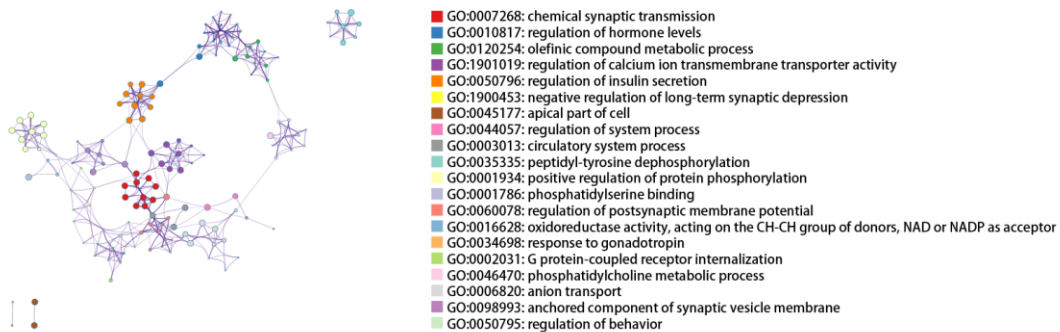 GO:0007268: chemical synaptic transmission
GO:0010817: regulation of hormone levels
GO:0120254: olefinic compound metabolic process
GO:1901019: regulation of calcium ion transmembrane transporter activity
GO:0050796: regulation of insulin secretion
GO:1900453: negative regulation of long-term synaptic depression
GO:0045177: apical part of cell
GO:0044057: regulation of system process
GO:0003013: circulatory system process
GO:0035335: peptidyl-tyrosine dephosphorylation
GO:0001934: positive regulation of protein phosphorylation
GO:0001786: phosphatidylserine binding
GO:0060078: regulation of postsynaptic membrane potential
GO:0016628: oxidoreductase activity, acting on the CH-CH group of donors, NAD or NADP as acceptor
GO:0034698: response to gonadotropin
GO:0002031: G protein-coupled receptor internalization
GO:0046470: phosphatidylcholine metabolic process
GO:0006820: anion transport
GO:0098993: anchored component of synaptic vesicle membrane
GO:0050795: regulation of behavior